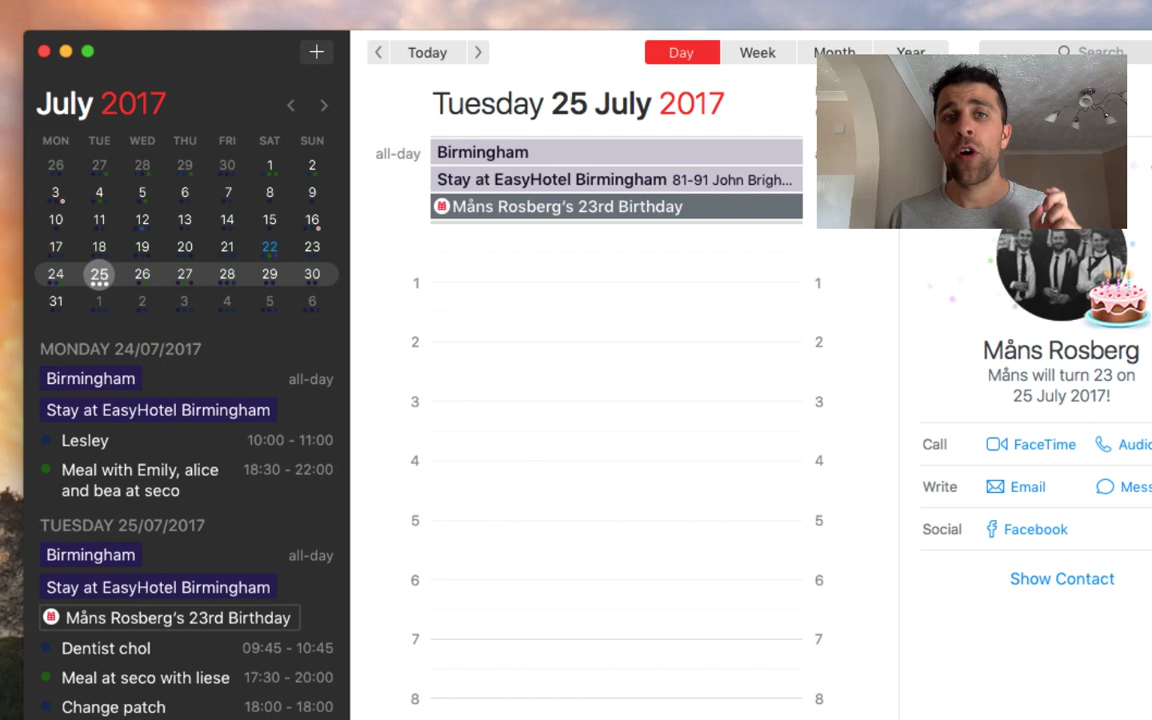 July 2017
MON TUE WED THU FRI SAT SUN
26 27 28 29 30 1 2
3 4 5 6 7 8 9
10 11 12 13 14 15 16
17 18 19 20 21 22 23
24 25 26 27 28 29 30
31 1 2 3 4 5 6
MONDAY 24/07/2017
Birmingham all-day
Stay at EasyHotel Birmingham
Lesley 10:00 - 11:00
Meal with Emily, alice 18:30 - 22:00
and bea at seco
TUESDAY 25/07/2017
Birmingham all-day
Stay at EasyHotel Birmingham
Måns Rosberg's 23rd Birthday
Dentist chol 09:45 - 10:45
Meal at seco with liese 17:30 - 20:00
Change patch 18:00 - 18:00
Today
Day Week Month Year Search
Tuesday 25 July 2017
all-day Birmingham
Stay at EasyHotel Birmingham 81-91 John Brigh...
Måns Rosberg's 23rd Birthday
1 1
2 2
3 3
4 4
5 5
6 6
7 7
8 8
Måns Rosberg
Måns will turn 23 on
25 July 2017!
Call FaceTime Audio
Write Email Mess
Social Facebook
Show Contact